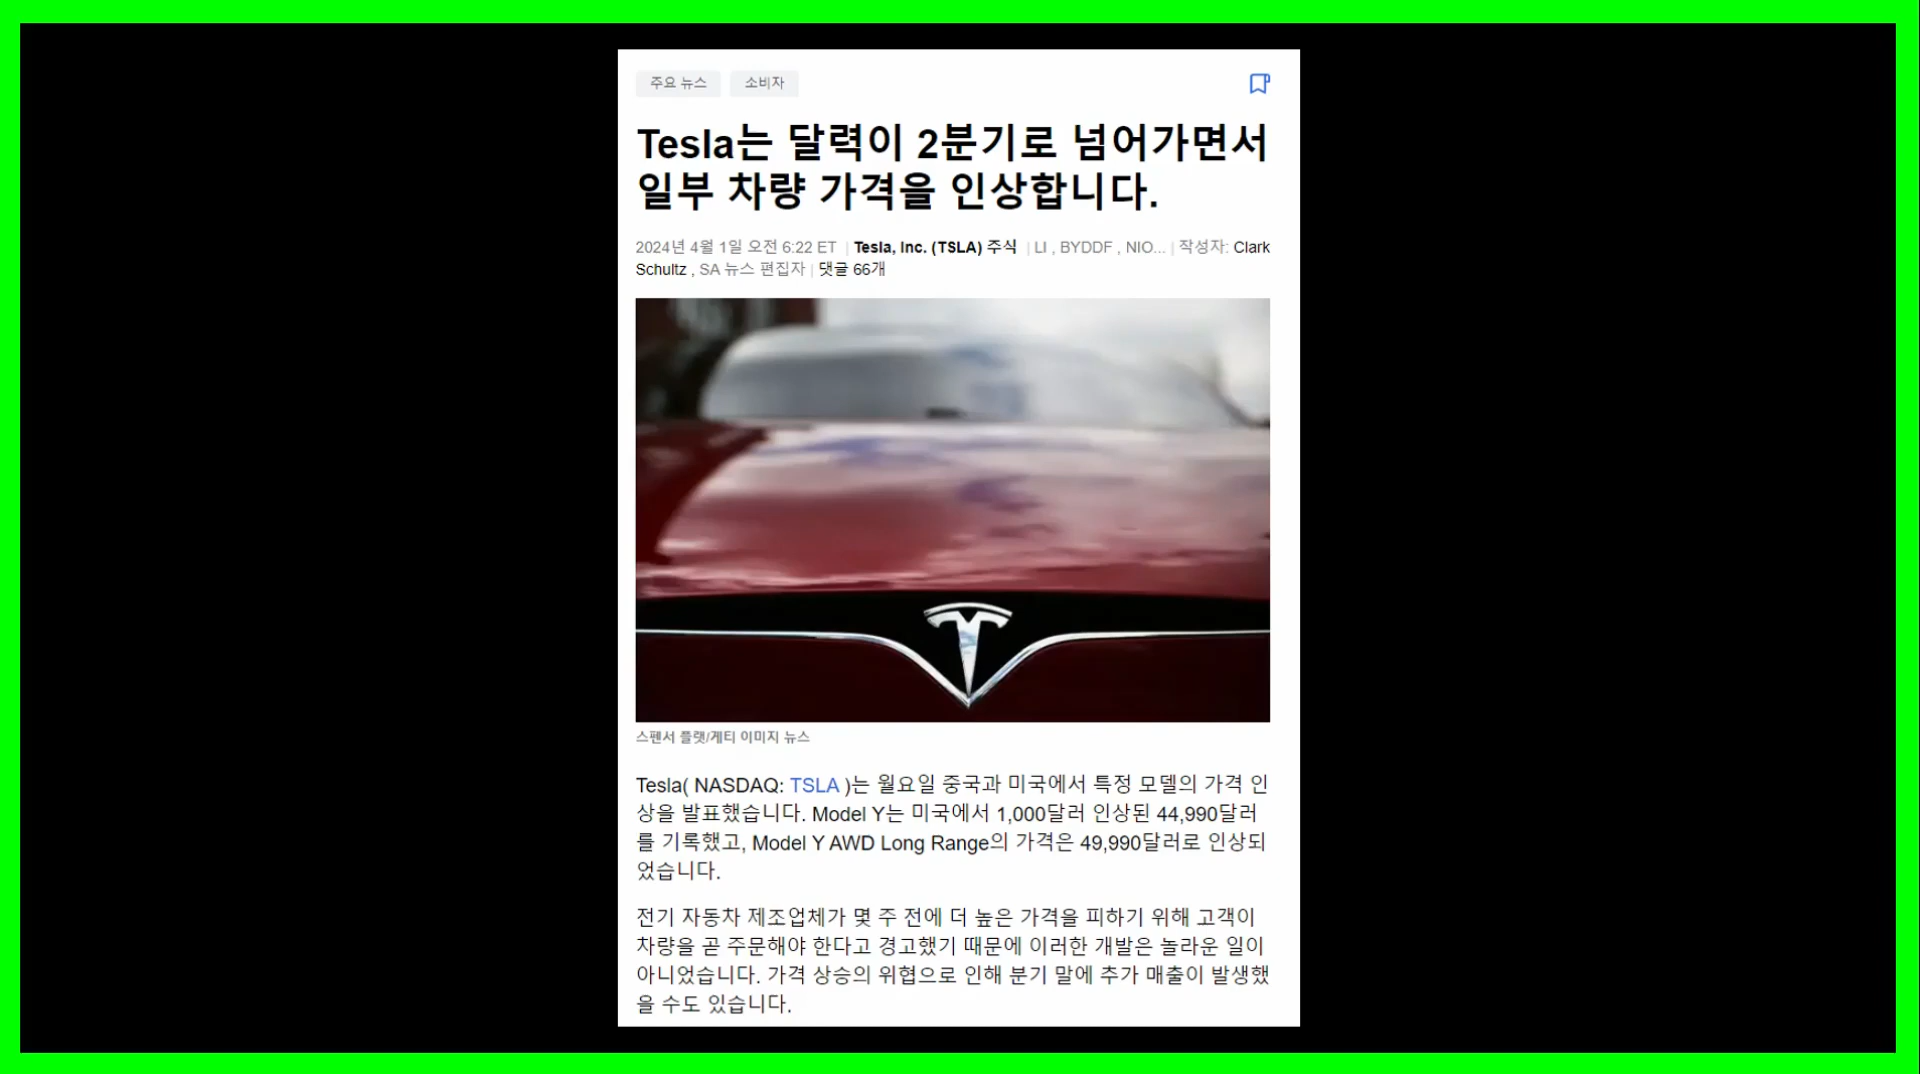 주요 뉴스 소비자
Tesla는 달력이 2분기로 넘어가면서
일부 차량 가격을 인상합니다.
2024년 4월 1일 오전 6:22 ET | Tesla, Inc. (TSLA) 주식 | LI , BYDDF , NIO... | 작성자: Clark
Schultz , SA 뉴스 편집자 | 댓글 66개
스펜서 플랫/게티 이미지 뉴스
Tesla( NASDAQ: TSLA )는 월요일 중국과 미국에서 특정 모델의 가격 인
상을 발표했습니다. Model Y는 미국에서 1,000달러 인상된 44,990달러
를 기록했고, Model Y AWD Long Range의 가격은 49,990달러로 인상되
었습니다.
전기 자동차 제조업체가 몇 주 전에 더 높은 가격을 피하기 위해 고객이
차량을 곧 주문해야 한다고 경고했기 때문에 이러한 개발은 놀라운 일이
아니었습니다. 가격 상승의 위협으로 인해 분기 말에 추가 매출이 발생했
을 수도 있습니다.